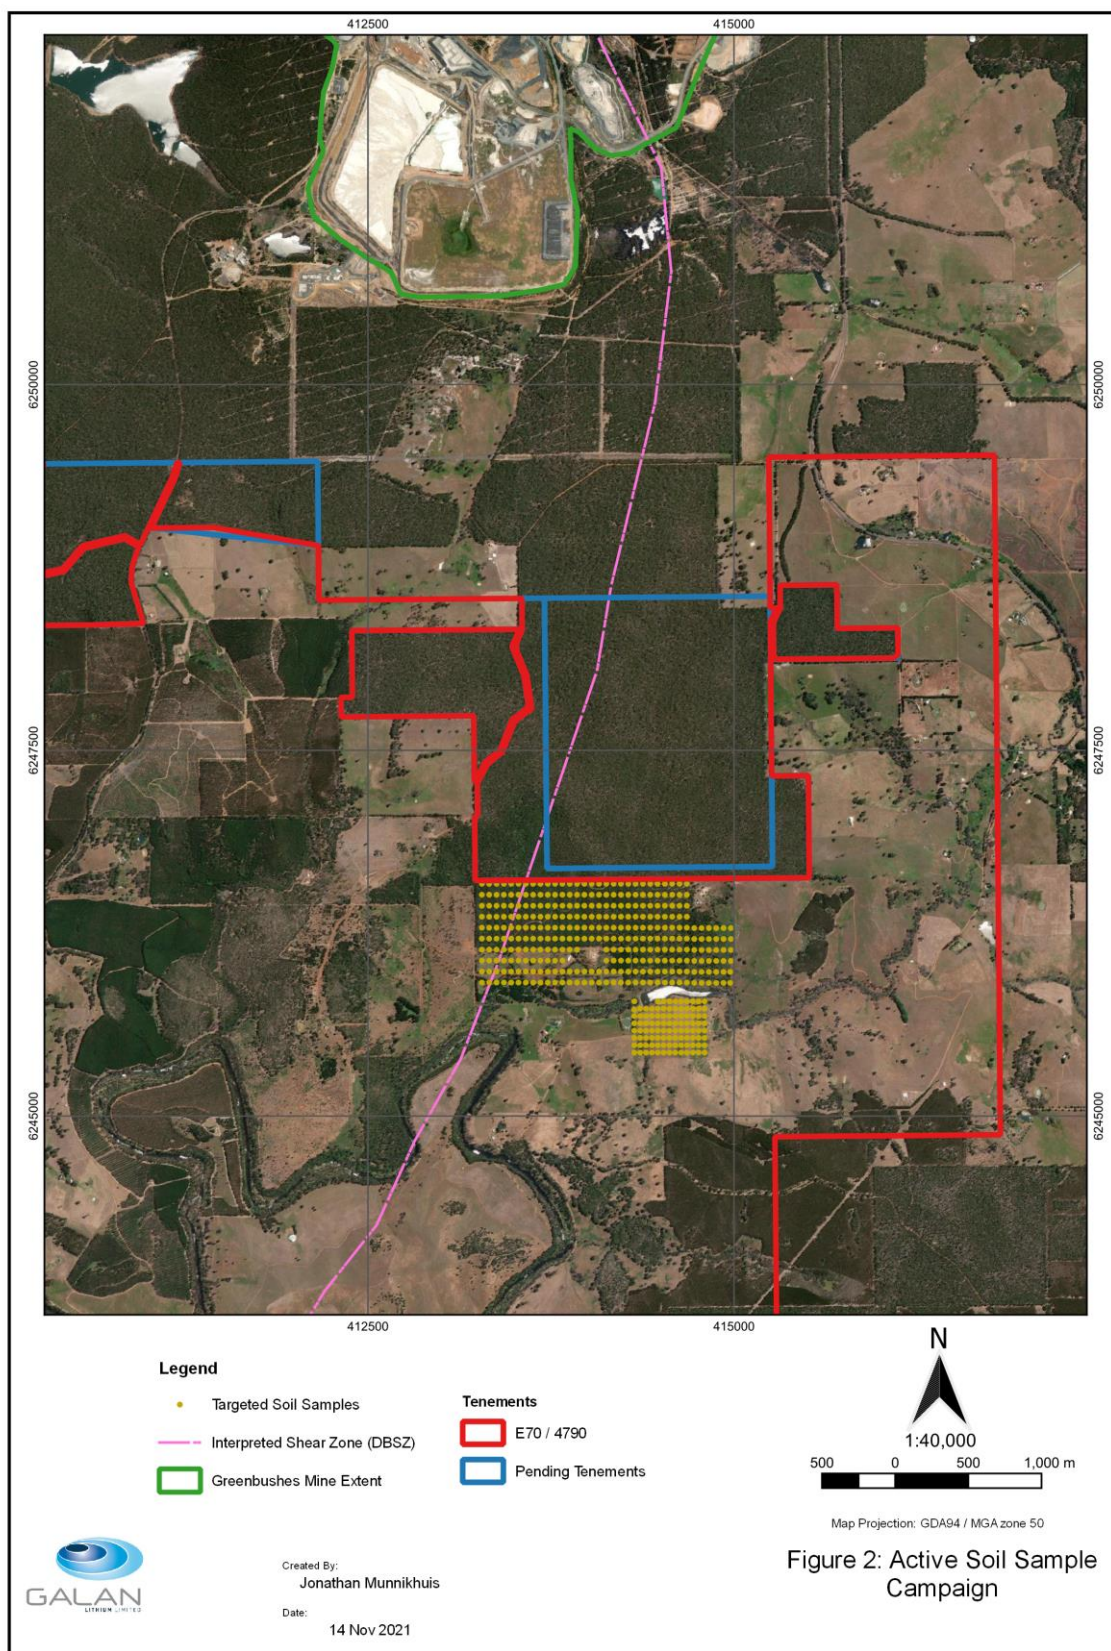 412500
415000
6250000
6250000
6247500
6247500
6245000
6245000
412500
415000
Legend
Targeted Soil Samples
Interpreted Shear Zone (DBSZ)
Greenbushes Mine Extent
Tenements
E70 / 4790
Pending Tenements
N
1:40,000
500 0 500 1,000 m
Map Projection: GDA94 / MGA zone 50
Figure 2: Active Soil Sample
Campaign
GALAN
LITHIUM LIMITED
Created By:
Jonathan Munnikhuis
Date:
14 Nov 2021